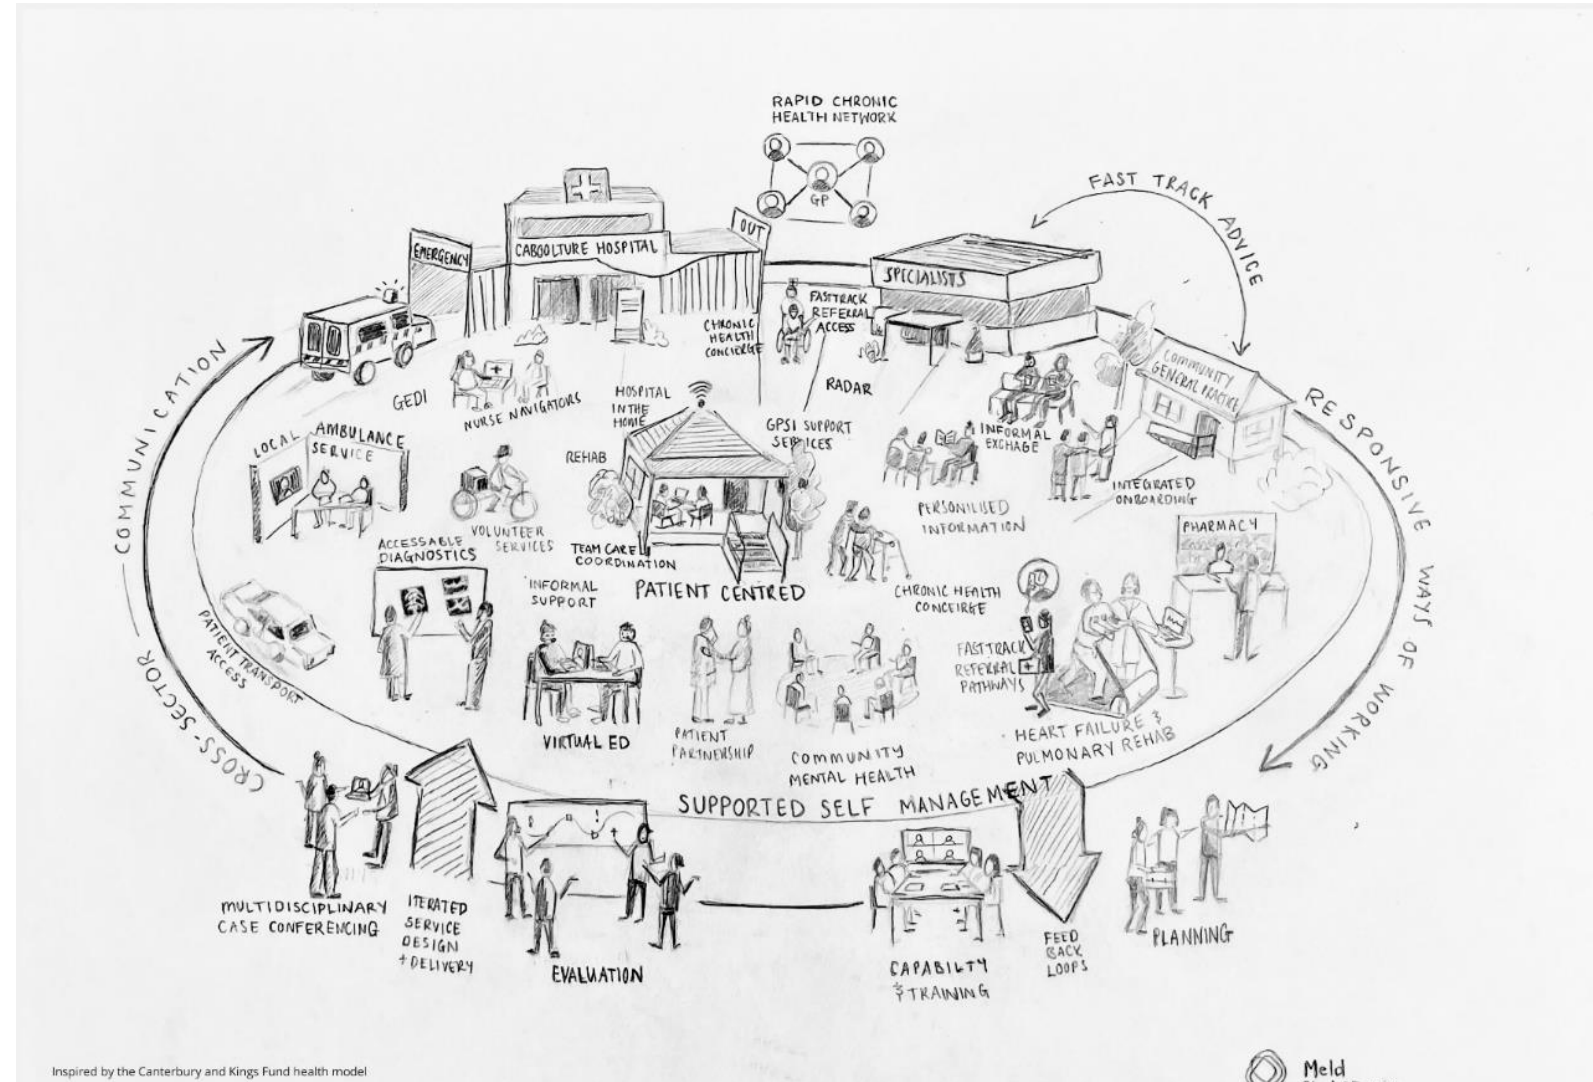 RAPID CHRONIC
HEALTH NETWORK
GP
FAST TRACK ADVICE
EMERGENCY
CABOOLTURE HOSPITAL
OUT
SPECIALISTS
CHRONIC
HEALTH
CONCIERGE
FASTTRACK
REFERRAL
ACCESS
RADAR
COMMUNITY
GENERAL PRACTICE
COMMUNICATION
RESPONSIVE WAYS OF WORKING
GEDI
NURSE NAVIGATORS
HOSPITAL
IN THE
HOME
GPSI SUPPORT
SERVICES
INFORMAL
EXCHAGE
INTEGRATED
ONBOARDING
LOCAL AMBULANCE
SERVICE
REHAB
PERSONILISED
INFORMATION
PHARMACY
VOLUNTEER
SERVICES
ACCESSABLE
DIAGNOSTICS
TEAM CARE
COORDINATION
PATIENT CENTRED
INFORMAL
SUPPORT
CHRONIC HEALTH
CONCEIRGE
PATIENT TRANSPORT
ACCESS
FASTTRACK
REFERRAL
PATHWAYS
CROSS-SECTOR
VIRTUAL ED
PATIENT
PARTNERSHIP
COMMUNITY
MENTAL HEALTH
HEART FAILURE &
PULMONARY REHAB
SUPPORTED SELF MANAGEMENT
MULTIDISCIPLINARY
CASE CONFERENCING
ITERATED
SERVICE
DESIGN
+ DELIVERY
EVALUATION
CAPABILTY
& TRAINING
FEED
BACK
LOOPS
PLANNING
Inspired by the Canterbury and Kings Fund health model
Meld